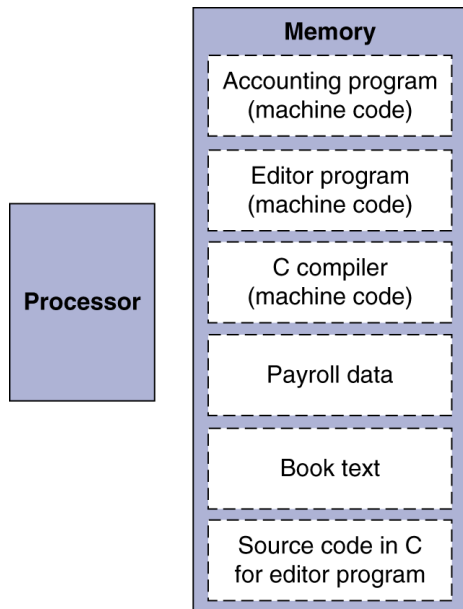 Memory
Accounting program
(machine code)
Editor program
(machine code)
C compiler
(machine code)
Processor
Payroll data
Book text
Source code in C
for editor program